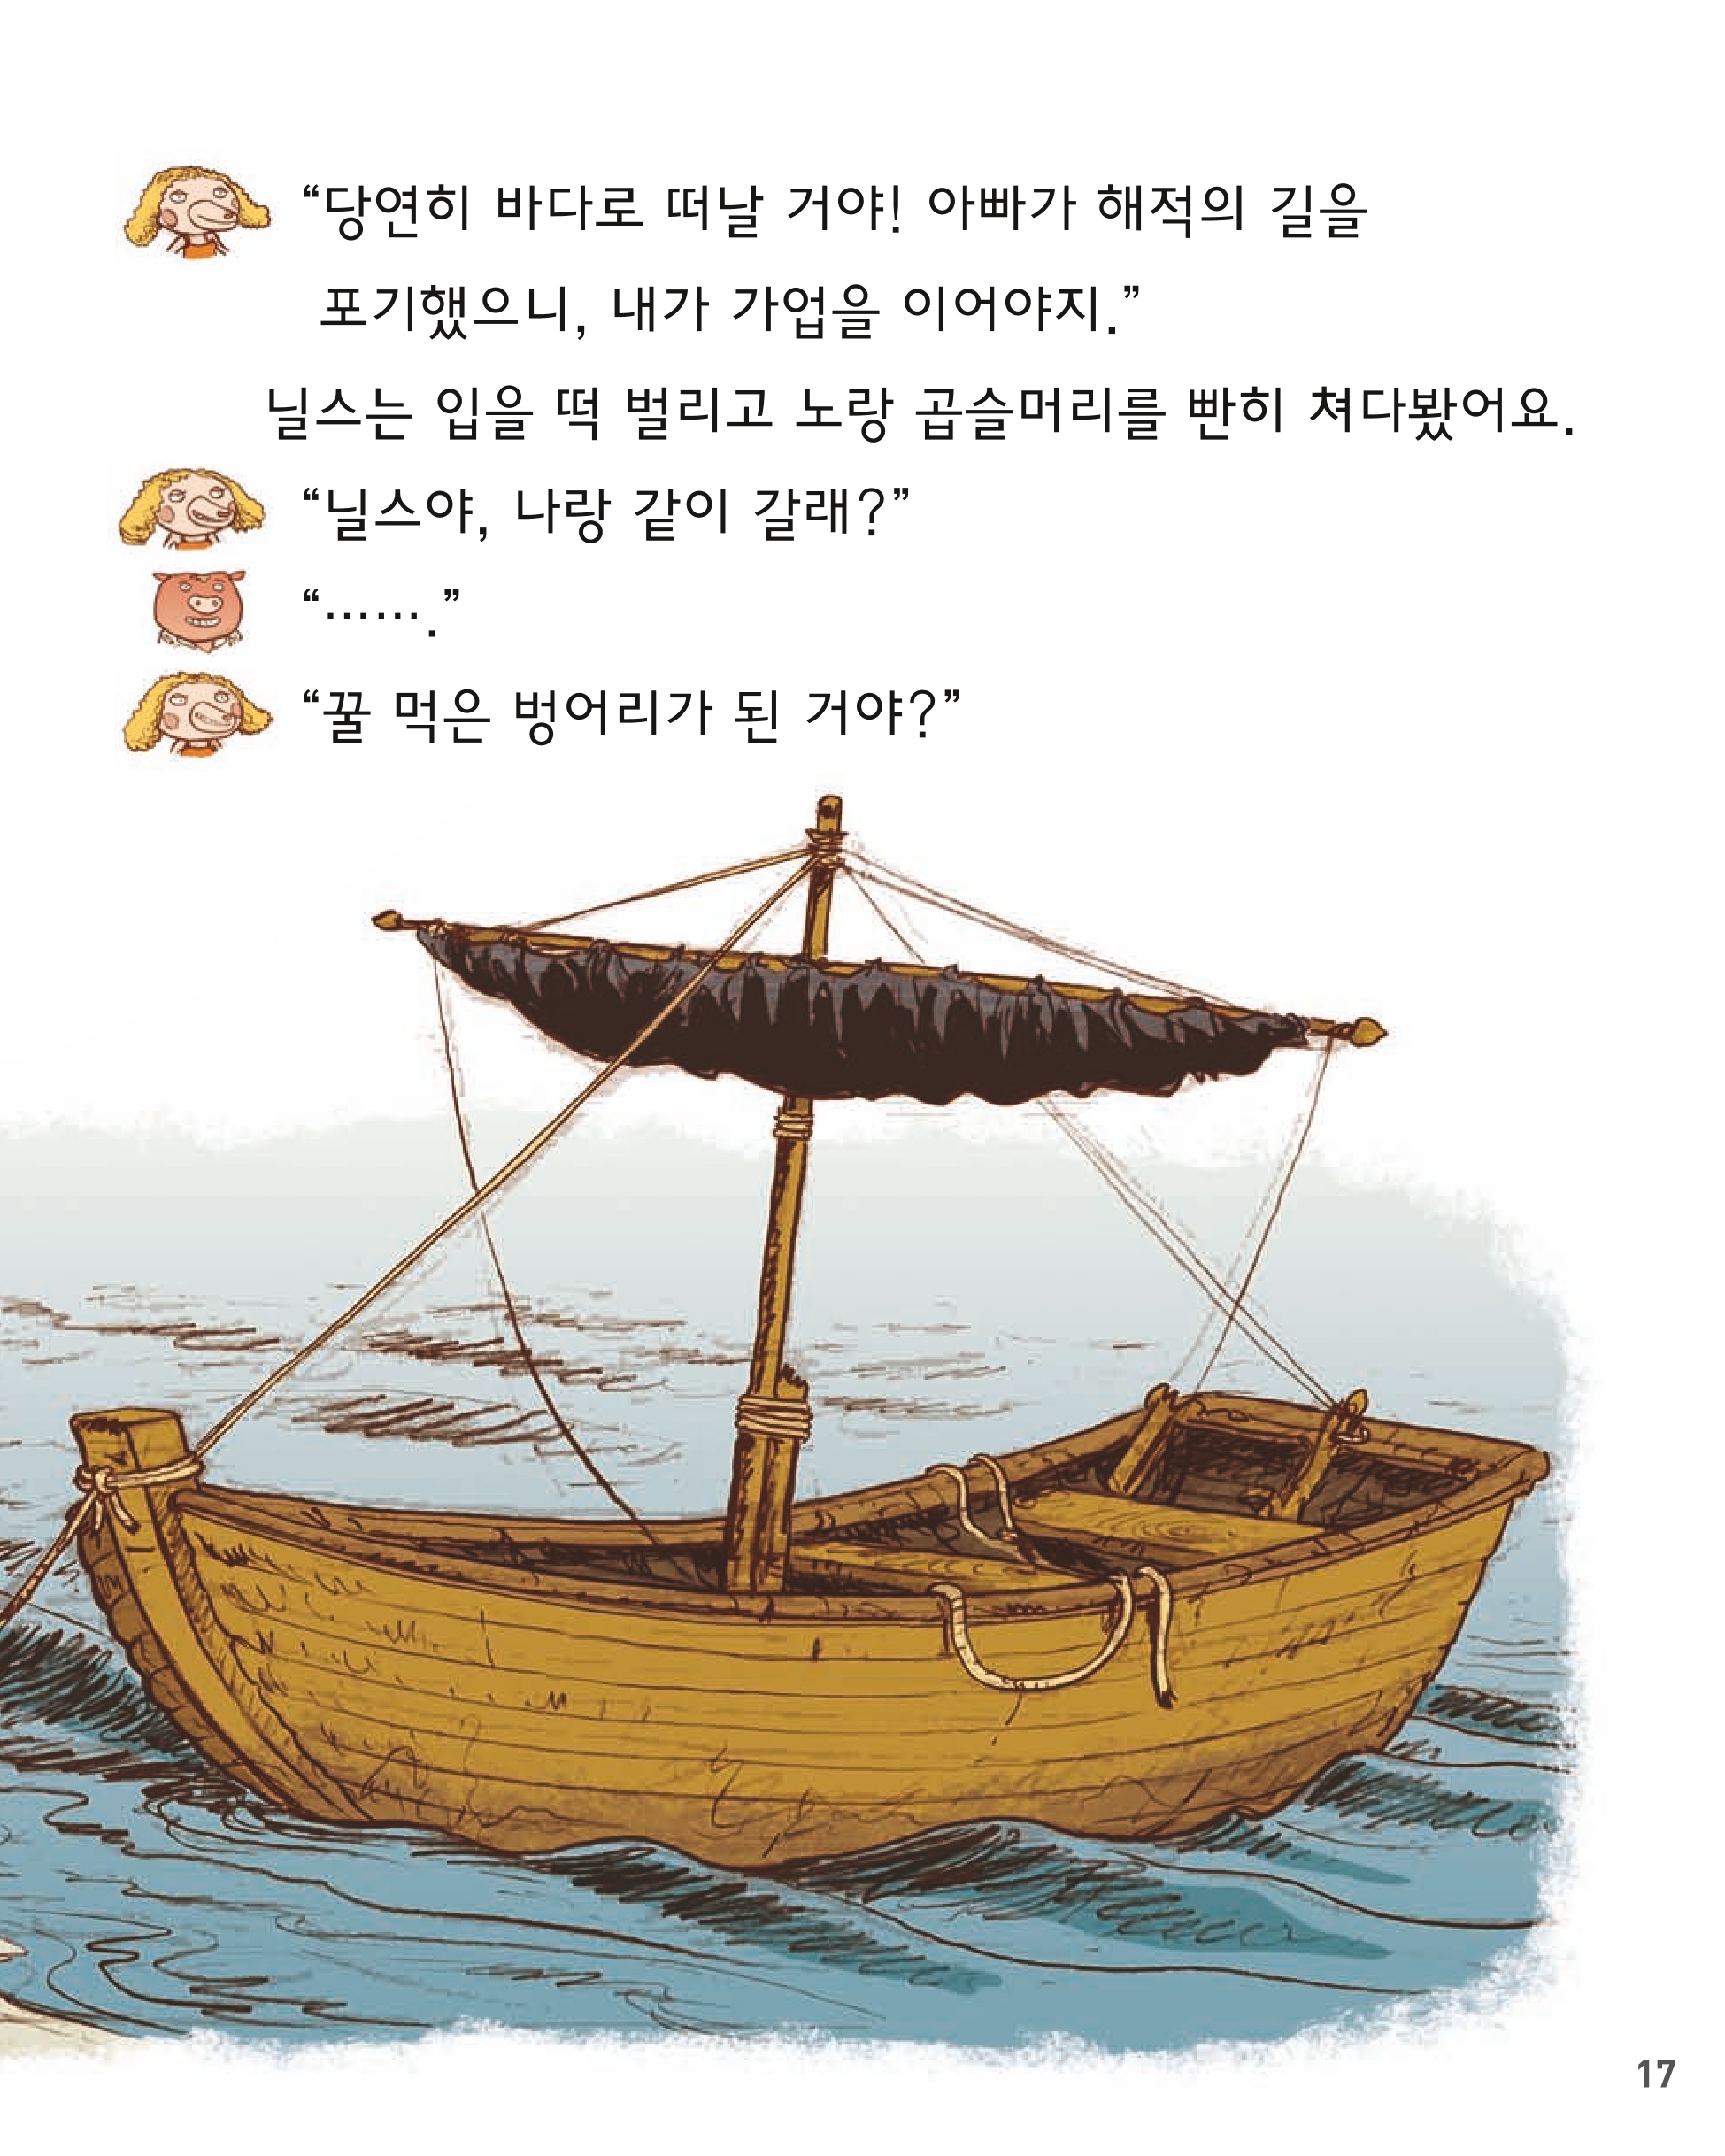 “당연히 바다로 떠날 거야! 아빠가 해적의 길을
포기했으니, 내가 가업을 이어야지.”
닐스는 입을 떡 벌리고 노랑 곱슬머리를 빤히 쳐다봤어요.
“닐스야, 나랑 같이 갈래?”
“…….”
“꿀 먹은 벙어리가 된 거야?”
17